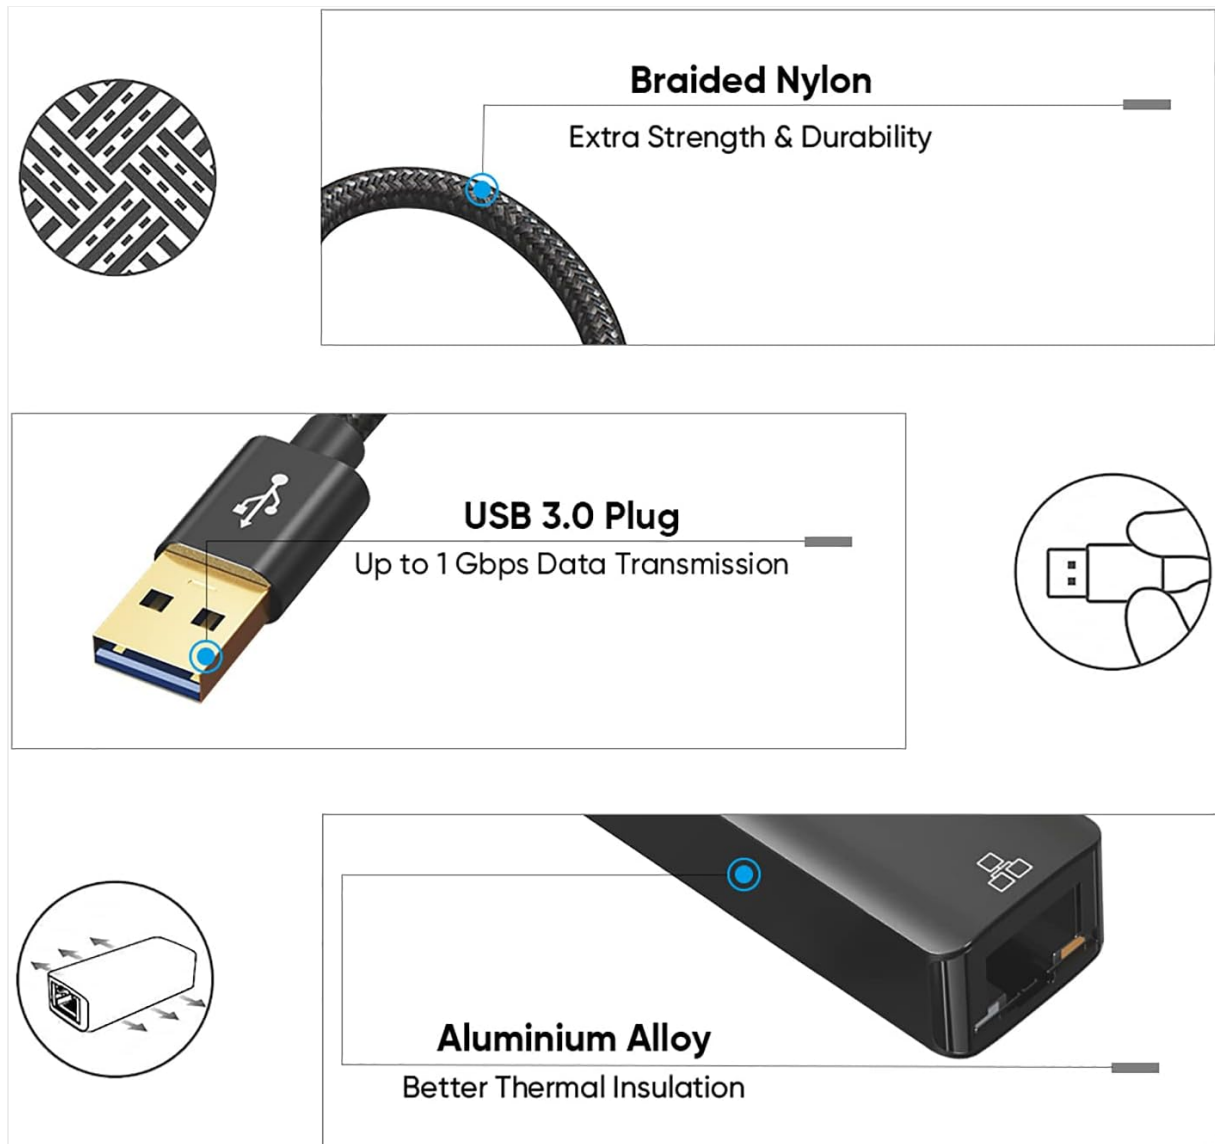 Braided Nylon
Extra Strength & Durability
USB 3.0 Plug
Up to 1 Gbps Data Transmission
Aluminium Alloy
Better Thermal Insulation